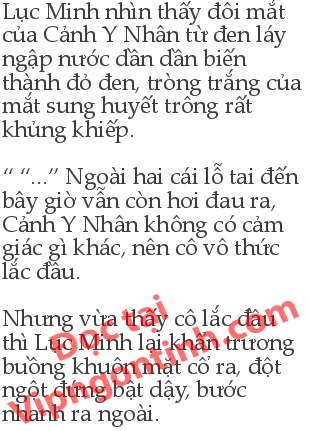 Lục Minh nhìn thấy đôi mắt
của Cảnh Y Nhân từ đen láy
ngập nước dần dần biến
thành đỏ đen, tròng trắng của
mắt sung huyết trông rất
khủng khiếp.
“ “...” Ngoài hai cái lỗ tai đến
bây giờ vẫn còn hơi đau ra,
Cảnh Y Nhân không có cảm
giác gì khác, nên cô vô thức
lắc đầu.
Nhưng vừa thấy cô lắc đầu
thì Lục Minh lại khẩn trương
buồng khuôn mặt cổ ra, đột
ngột đứng bật dậy, bước
nhanh ra ngoài.
Đọc tại
Vipngontinh.com